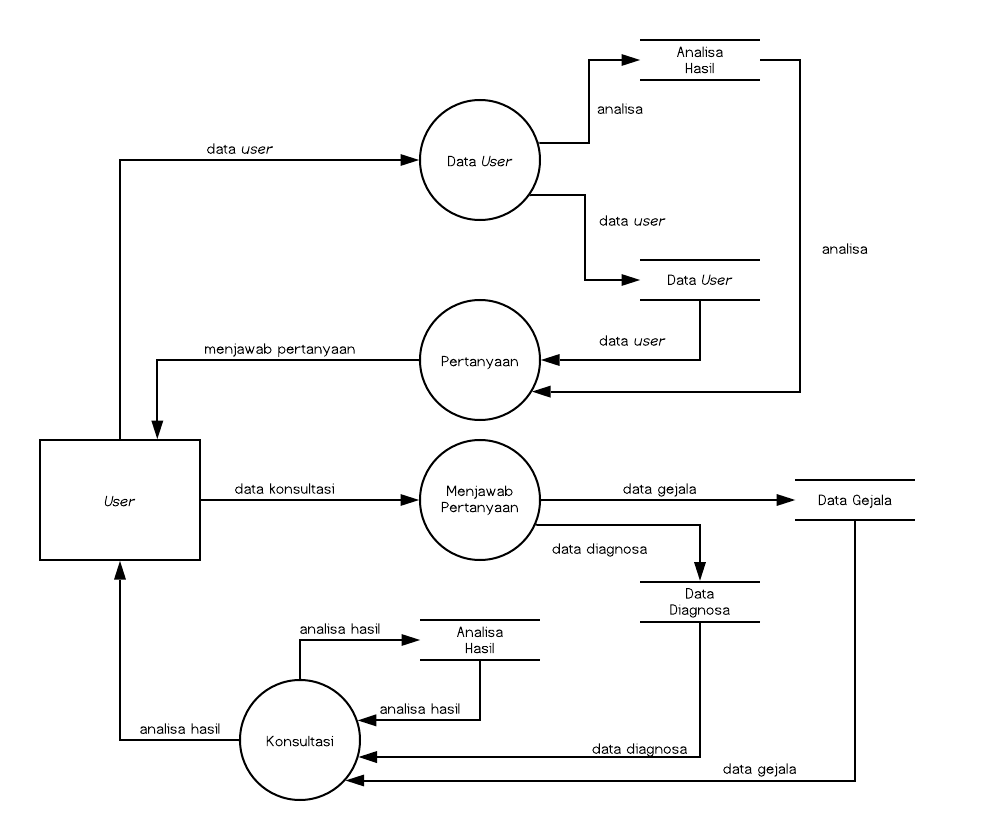 Analisa
Hasil
analisa
data user
Data User
data user
analisa
Data User
data user
menjawab pertanyaan
Pertanyaan
User
data konsultasi
Menjawab
Pertanyaan
data gejala
Data Gejala
data diagnosa
Data
Diagnosa
analisa hasil
Analisa
Hasil
analisa hasil
analisa hasil
Konsultasi
data diagnosa
data gejala